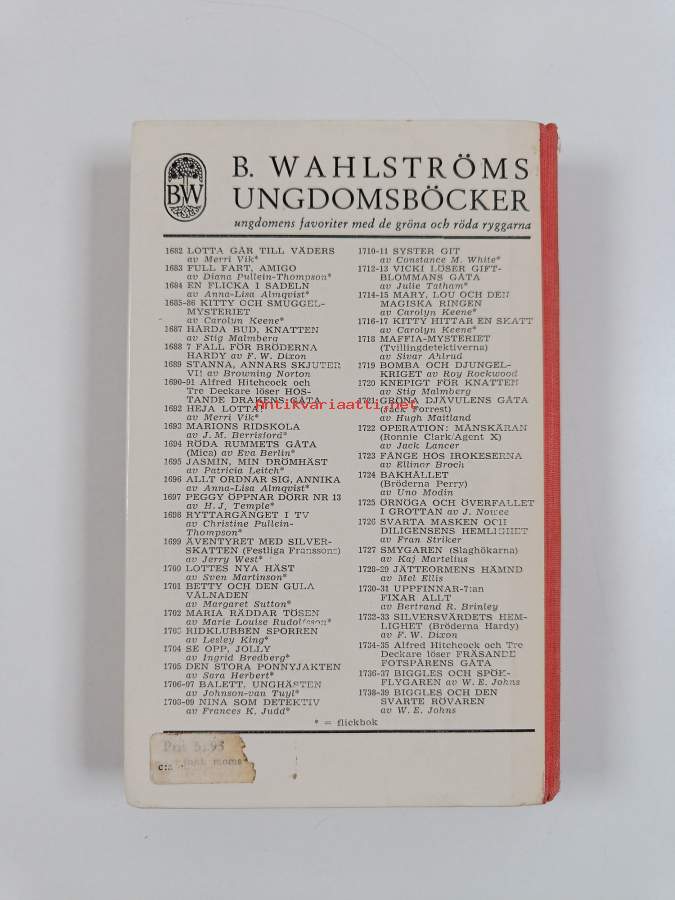 BW
B. WAHLSTRÖMS
UNGDOMSBÖCKER
ungdomens favoriter med de gröna och röda ryggarna
1682 LOTTA GÅR TILL VÄDERS
av Merri Vik*
1683 FULL FART, AMIGO
av Diana Pullein-Thompson*
1684 EN FLICKA I SADELN
av Anna-Lisa Almqvist*
1685-86 KITTY OCH SMUGGEL-
MYSTERIET
av Carolyn Keene*
1687 HÅRDA BUD, KNATTEN
av Stig Malmberg
1688 7 FALL FÖR BRÖDERNA
HARDY av F. W. Dixon
1689 STANNA, ANNARS SKJUTER
VI! av Browning Norton
1690-91 Alfred Hitchcock och
Tre Deckare löser HOS-
TANDE DRAKENS GÅTA
1692 HEJA LOTTA!
av Merri Vik*
1693 MARIONS RIDSKOLA
av J. M. Berrisford*
1694 RÖDA RUMMETS GÅTA
(Mica) av Eva Berlin*
1695 JASMIN, MIN DRÖMHÄST
av Patricia Leitch*
1696 ALLT ORDNAR SIG, ANNIKA
av Anna-Lisa Almqvist*
1697 PEGGY ÖPPNAR DÖRR NR 13
av H. J. Temple*
1698 RYTTARGÄNGET I TV
av Christine Pullein-
Thompson*
1699 ÄVENTYRET MED SILVER-
SKATTEN (Festliga Franssons)
av Jerry West*
1700 LOTTES NYA HÄST
av Sven Martinson*
1701 BETTY OCH DEN GULA
VÅLNADEN
av Margaret Sutton*
1702 MARIA RÄDDAR TÖSEN
av Marie Louise Rudolfsson*
1703 RIDKLUBBEN SPORREN
av Lesley King*
1704 SE OPP, JOLLY
av Ingrid Bredberg*
1705 DEN STORA PONNYJAKTEN
av Sara Herbert*
1706-07 BALETT, UNGHÄSTEN
av Johnson-van Tuyl*
1708-09 NINA SOM DETEKTIV
av Frances K. Judd*
1710-11 SYSTER GIT
av Constance M. White*
1712-13 VICKI LÖSER GIFT-
BLOMMANS GÅTA
av Julie Tatham*
1714-15 MARY, LOU OCH DEN
MAGISKA RINGEN
av Carolyn Keene*
1716-17 KITTY HITTAR EN SKATT
av Carolyn Keene*
1718 MAFFIA-MYSTERIET
(Tvillingdetektiverna)
av Sivar Ahlrud
1719 BOMBA OCH DJUNGEL-
KRIGET av Roy Rockwood
1720 KNEPIGT FÖR KNATTEN
av Stig Malmberg
1721 GRÖNA DJÄVULENS GÅTA
(Jack Forrest)
av Hugh Maitland
1722 OPERATION: MÅNSKÄRAN
(Ronnie Clark/Agent X)
av Jack Lancer
1723 FÅNGE HOS IROKESERNA
av Ellinor Broch
1724 BAKHÅLLET
(Bröderna Perry)
av Uno Modin
1725 ÖRNÖGA OCH ÖVERFALLET
I GROTTAN av J. Nowee
1726 SVARTA MASKEN OCH
DILIGENSENS HEMLIGHET
av Fran Striker
1727 SMYGAREN (Slaghökarna)
av Kaj Martelius
1728-29 JÄTTEORMENS HÄMND
av Mel Ellis
1730-31 UPPFINNAR-7:an
FIXAR ALLT
av Bertrand R. Brinley
1732-33 SILVERSVÄRDETS HEM-
LIGHET (Bröderna Hardy)
av F. W. Dixon
1734-35 Alfred Hitchcock och Tre
Deckare löser FRÄSANDE
FOTSPÅRENS GÅTA
1736-37 BIGGLES OCH SPÖK-
FLYGAREN av W. E. Johns
1738-39 BIGGLES OCH DEN
SVARTE RÖVAREN
av W. E. Johns
* = flickbok
Antikvariaatti.net
Pris 5:95
moms